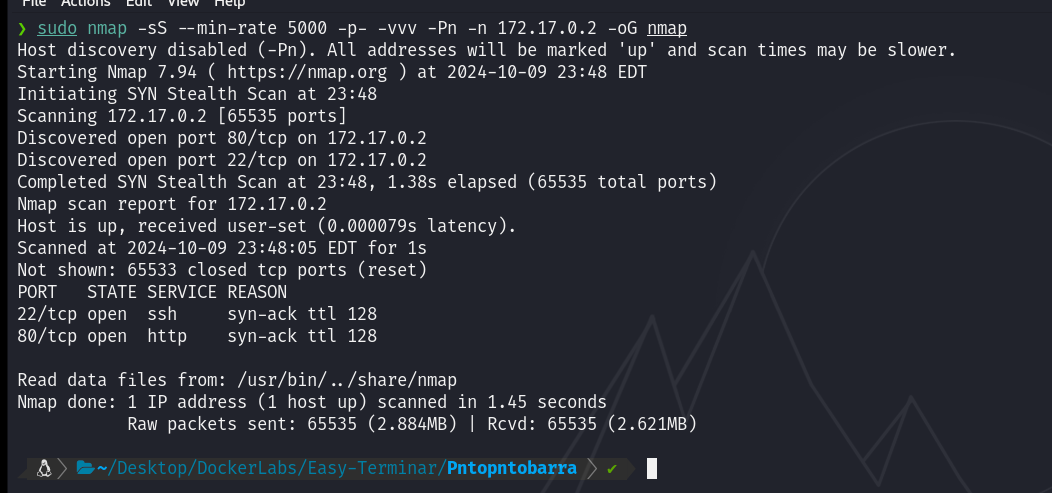 File Actions Edit View Help
❯ sudo nmap -sS --min-rate 5000 -p- -vvv -Pn -n 172.17.0.2 -oG nmap
Host discovery disabled (-Pn). All addresses will be marked 'up' and scan times may be slower.
Starting Nmap 7.94 ( https://nmap.org ) at 2024-10-09 23:48 EDT
Initiating SYN Stealth Scan at 23:48
Scanning 172.17.0.2 [65535 ports]
Discovered open port 80/tcp on 172.17.0.2
Discovered open port 22/tcp on 172.17.0.2
Completed SYN Stealth Scan at 23:48, 1.38s elapsed (65535 total ports)
Nmap scan report for 172.17.0.2
Host is up, received user-set (0.000079s latency).
Scanned at 2024-10-09 23:48:05 EDT for 1s
Not shown: 65533 closed tcp ports (reset)
PORT   STATE SERVICE REASON
22/tcp open  ssh     syn-ack ttl 128
80/tcp open  http    syn-ack ttl 128
Read data files from: /usr/bin/../share/nmap
Nmap done: 1 IP address (1 host up) scanned in 1.45 seconds
           Raw packets sent: 65535 (2.884MB) | Rcvd: 65535 (2.621MB)
~/Desktop/DockerLabs/Easy-Terminar/Pntopntobarra ✔